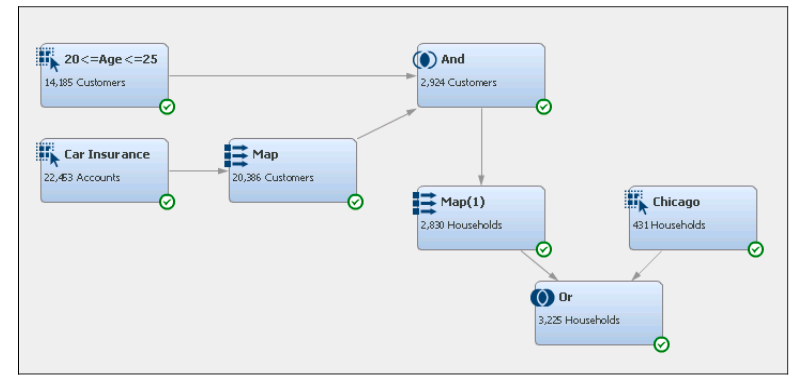 20<=Age<=25
14,185 Customers
And
2,924 Customers
Car Insurance
22,453 Accounts
Map
20,386 Customers
Map(1)
2,830 Households
Chicago
431 Households
Or
3,225 Households